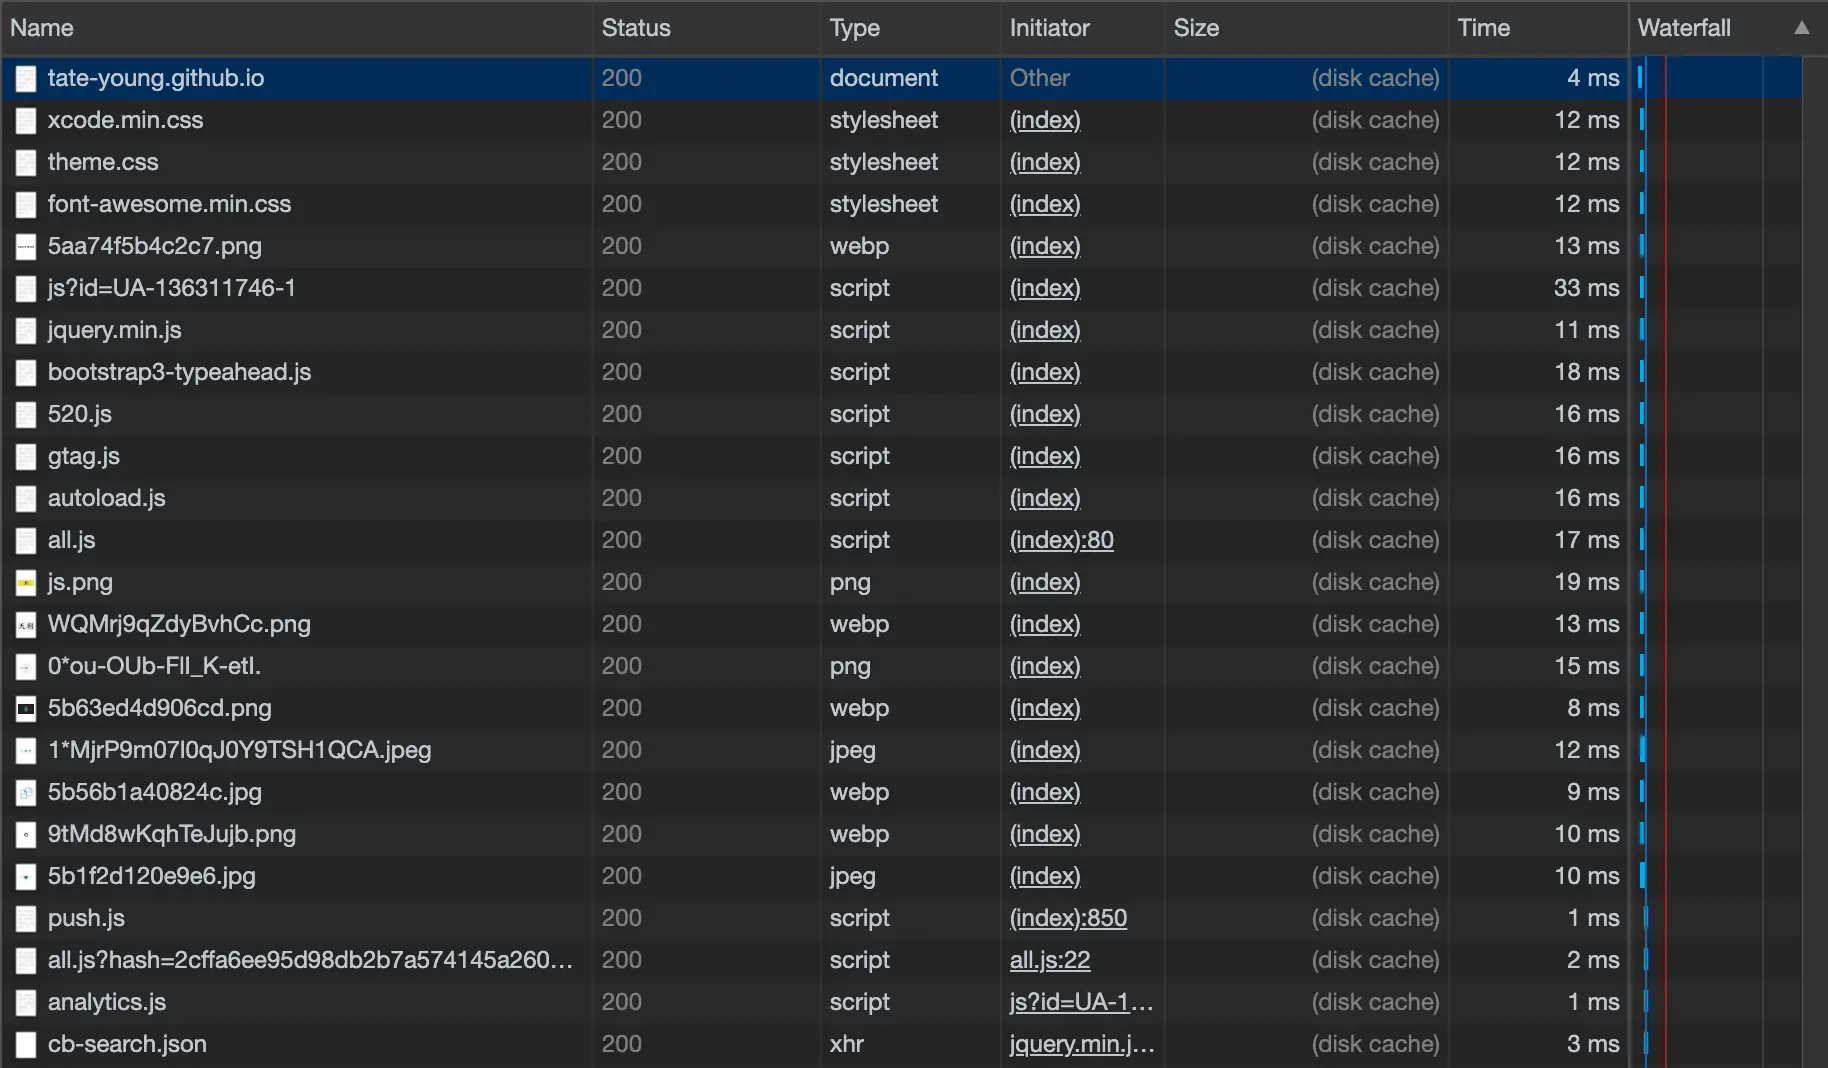 Name Status Type Initiator Size Time Waterfall
tate-young.github.io 200 document Other (disk cache) 4 ms
xcode.min.css 200 stylesheet (index) (disk cache) 12 ms
theme.css 200 stylesheet (index) (disk cache) 12 ms
font-awesome.min.css 200 stylesheet (index) (disk cache) 12 ms
5aa74f5b4c2c7.png 200 webp (index) (disk cache) 13 ms
js?id=UA-136311746-1 200 script (index) (disk cache) 33 ms
jquery.min.js 200 script (index) (disk cache) 11 ms
bootstrap3-typeahead.js 200 script (index) (disk cache) 18 ms
520.js 200 script (index) (disk cache) 16 ms
gtag.js 200 script (index) (disk cache) 16 ms
autoload.js 200 script (index) (disk cache) 16 ms
all.js 200 script (index):80 (disk cache) 17 ms
js.png 200 png (index) (disk cache) 19 ms
WQMrj9qZdyBvhCc.png 200 webp (index) (disk cache) 13 ms
0*ou-OUb-FlI_K-etI. 200 png (index) (disk cache) 15 ms
5b63ed4d906cd.png 200 webp (index) (disk cache) 8 ms
1*MjrP9m07l0qJ0Y9TSH1QCA.jpeg 200 jpeg (index) (disk cache) 12 ms
5b56b1a40824c.jpg 200 webp (index) (disk cache) 9 ms
9tMd8wKqhTeJujb.png 200 webp (index) (disk cache) 10 ms
5b1f2d120e9e6.jpg 200 jpeg (index) (disk cache) 10 ms
push.js 200 script (index):850 (disk cache) 1 ms
all.js?hash=2cffa6ee95d98db2b7a574145a260… 200 script all.js:22 (disk cache) 2 ms
analytics.js 200 script js?id=UA-1… (disk cache) 1 ms
cb-search.json 200 xhr jquery.min.j… (disk cache) 3 ms